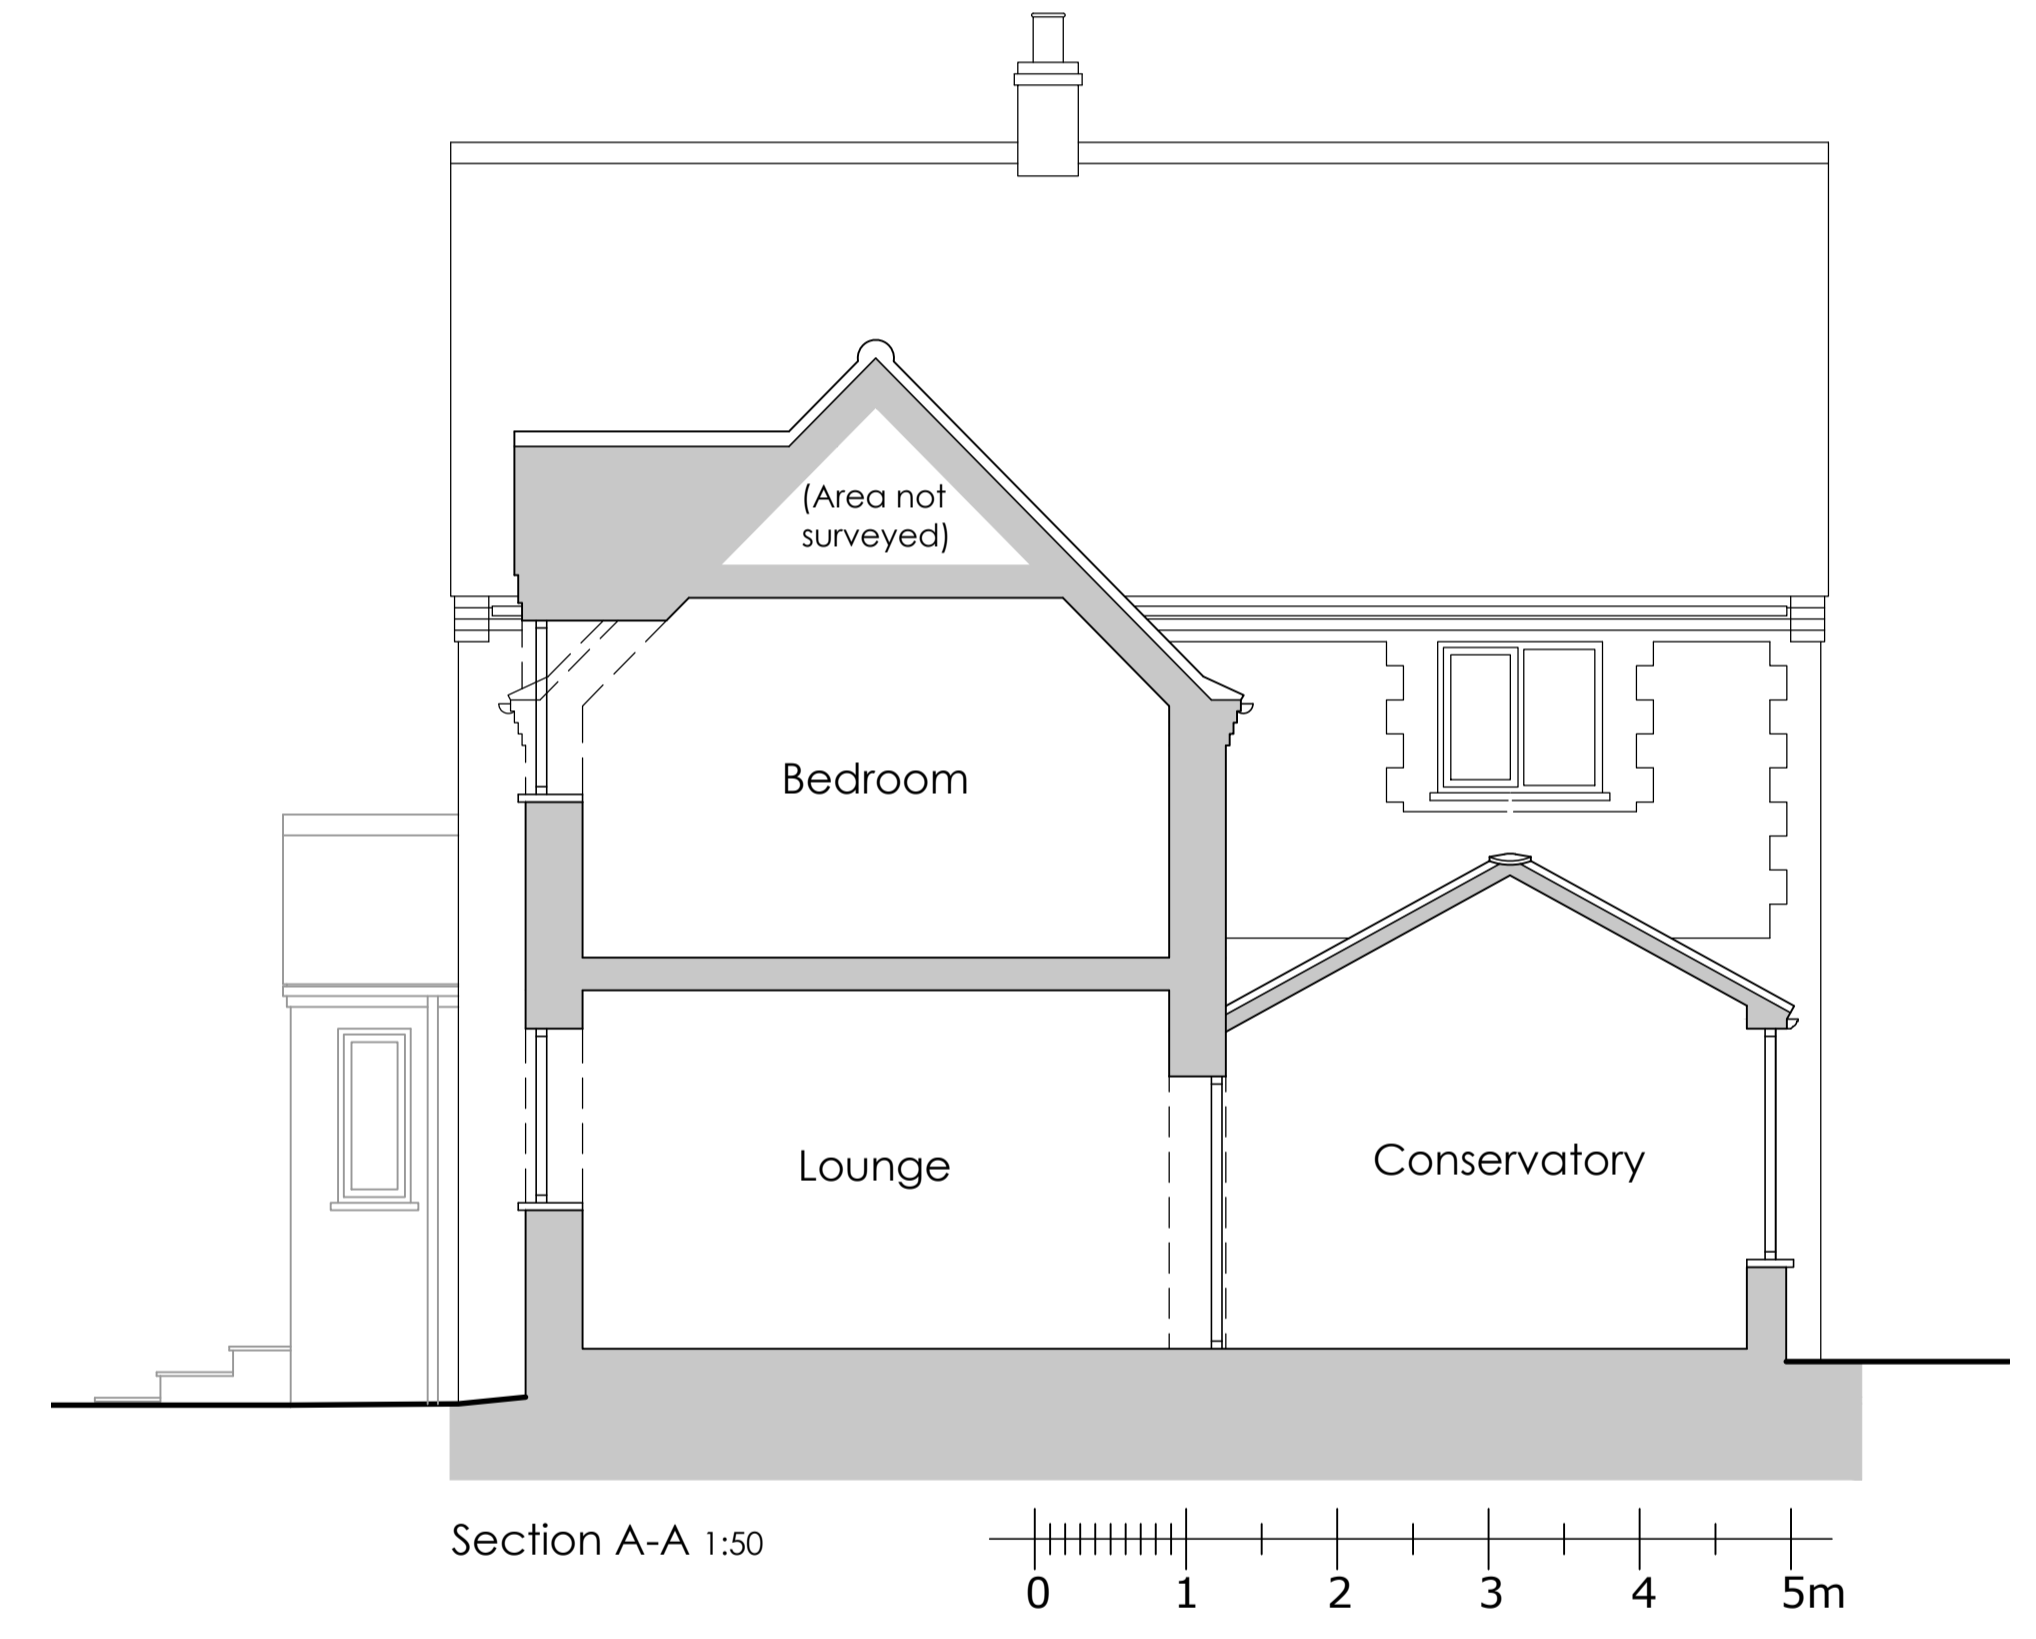 (Area not
surveyed)
Bedroom
Lounge
Conservatory
Section A-A 1:50
0 1 2 3 4 5m